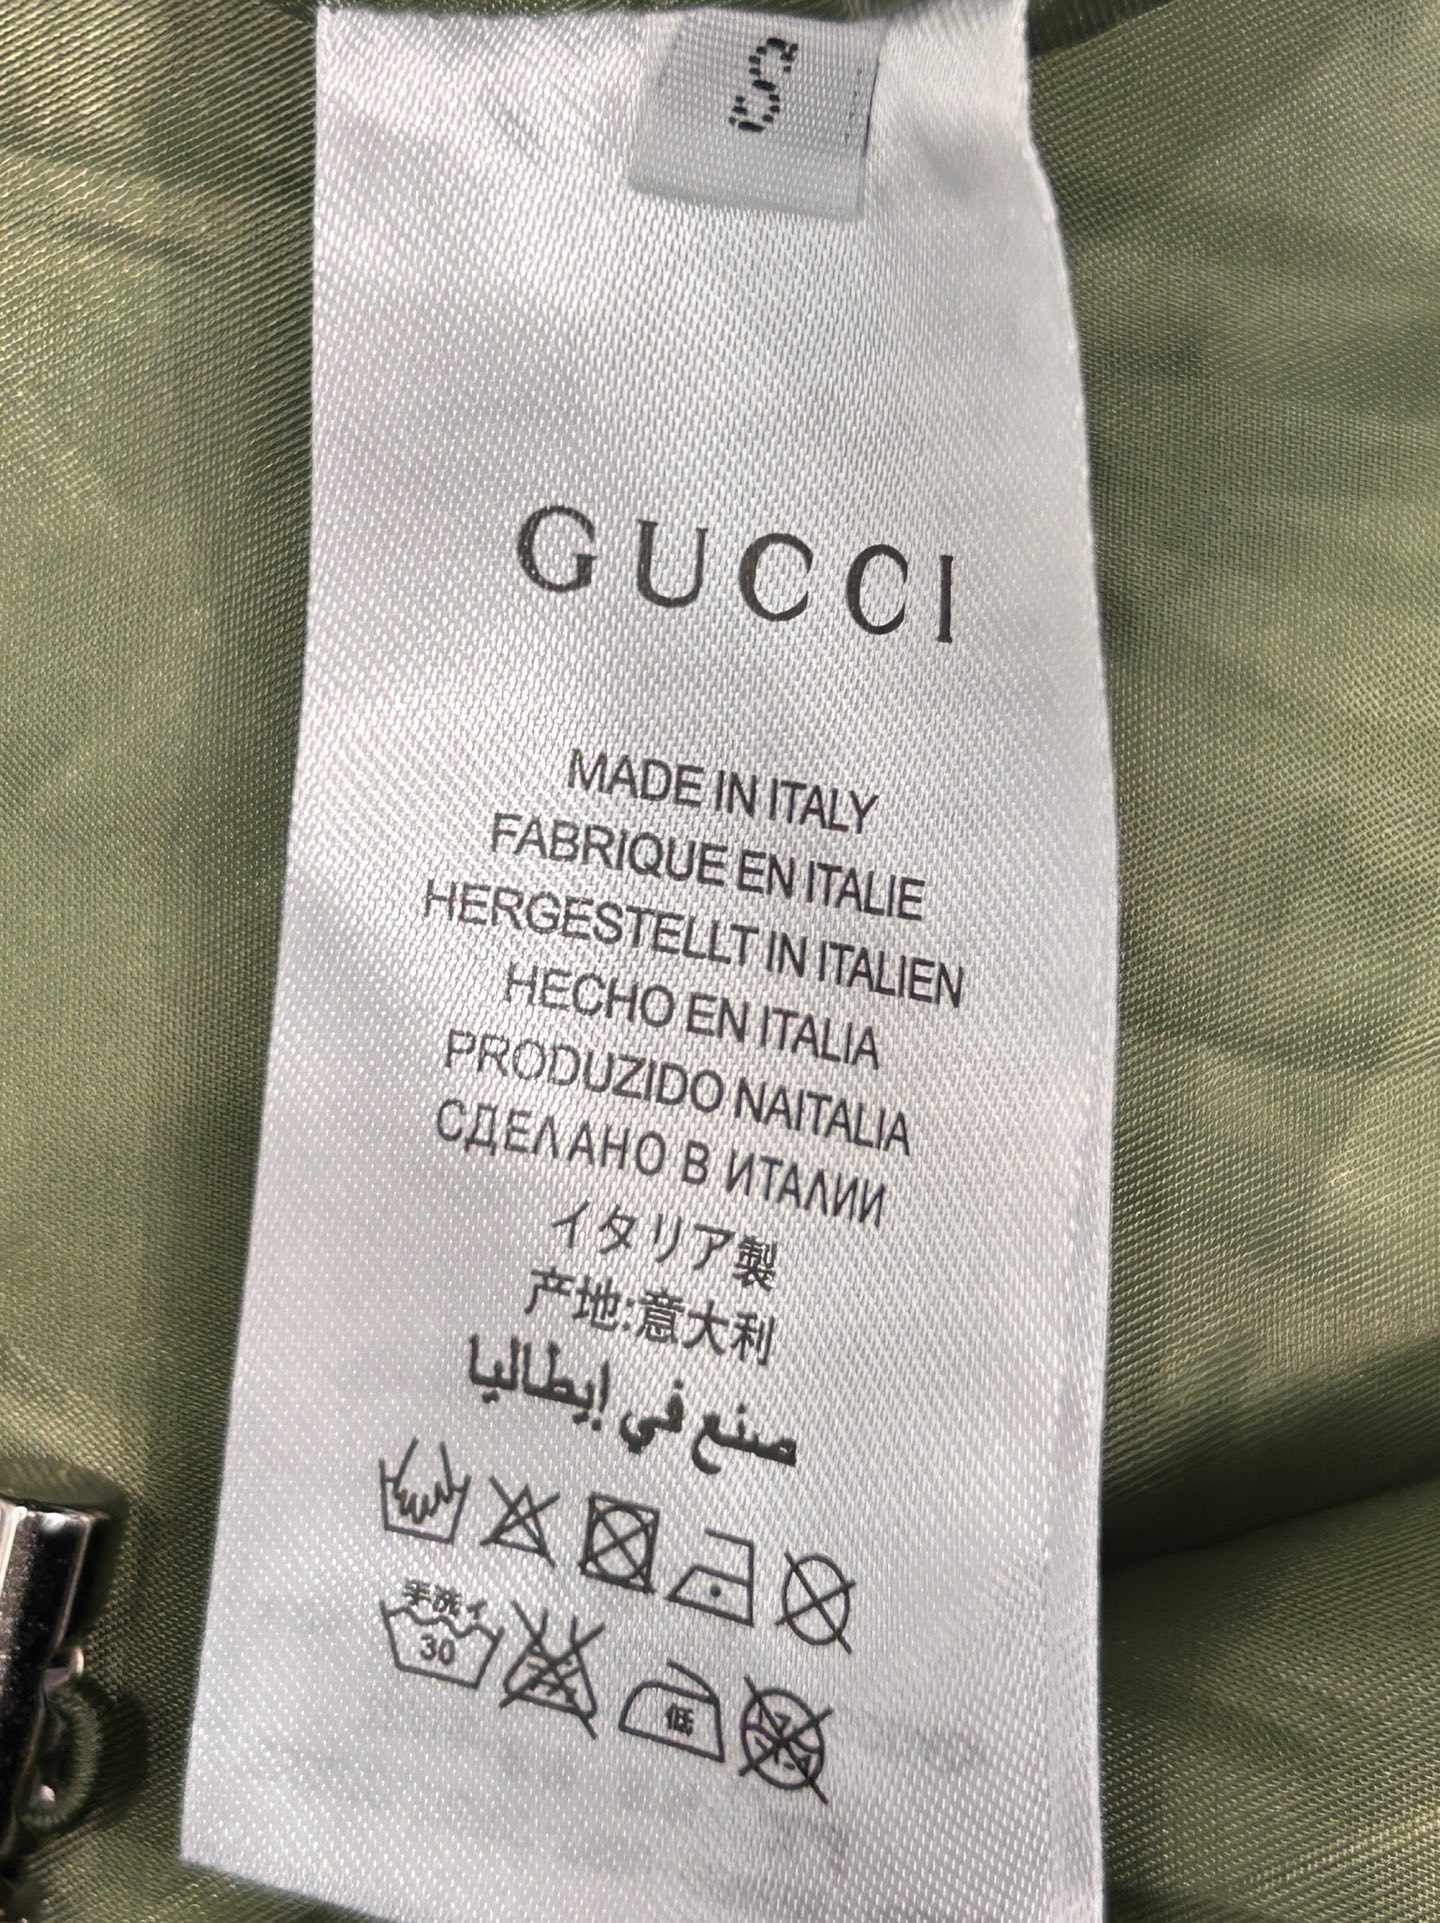 S
GUCCI
MADE IN ITALY
FABRIQUE EN ITALIE
HERGESTELLT IN ITALIEN
HECHO EN ITALIA
PRODUZIDO NAITALIA
СДЕЛАНО В ИТАЛИИ
イタリア製
产地:意大利
صنع في إيطاليا
手洗イ
30
低